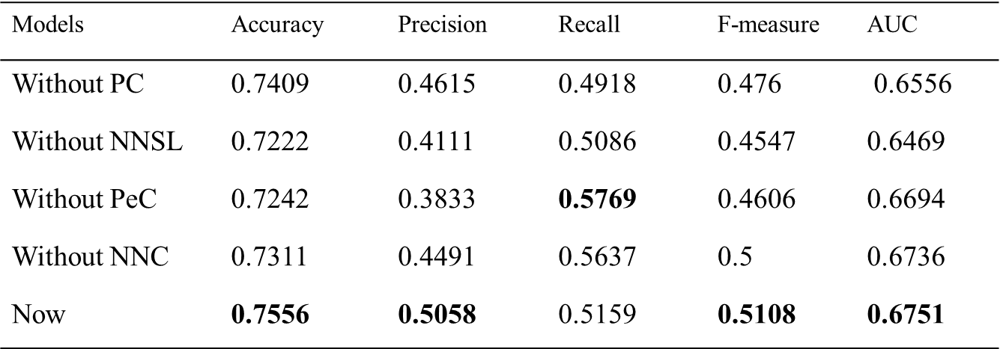 Models Accuracy Precision Recall F-measure AUC
Without PC 0.7409 0.4615 0.4918 0.476 0.6556
Without NNSL 0.7222 0.4111 0.5086 0.4547 0.6469
Without PeC 0.7242 0.3833 0.5769 0.4606 0.6694
Without NNC 0.7311 0.4491 0.5637 0.5 0.6736
Now 0.7556 0.5058 0.5159 0.5108 0.6751